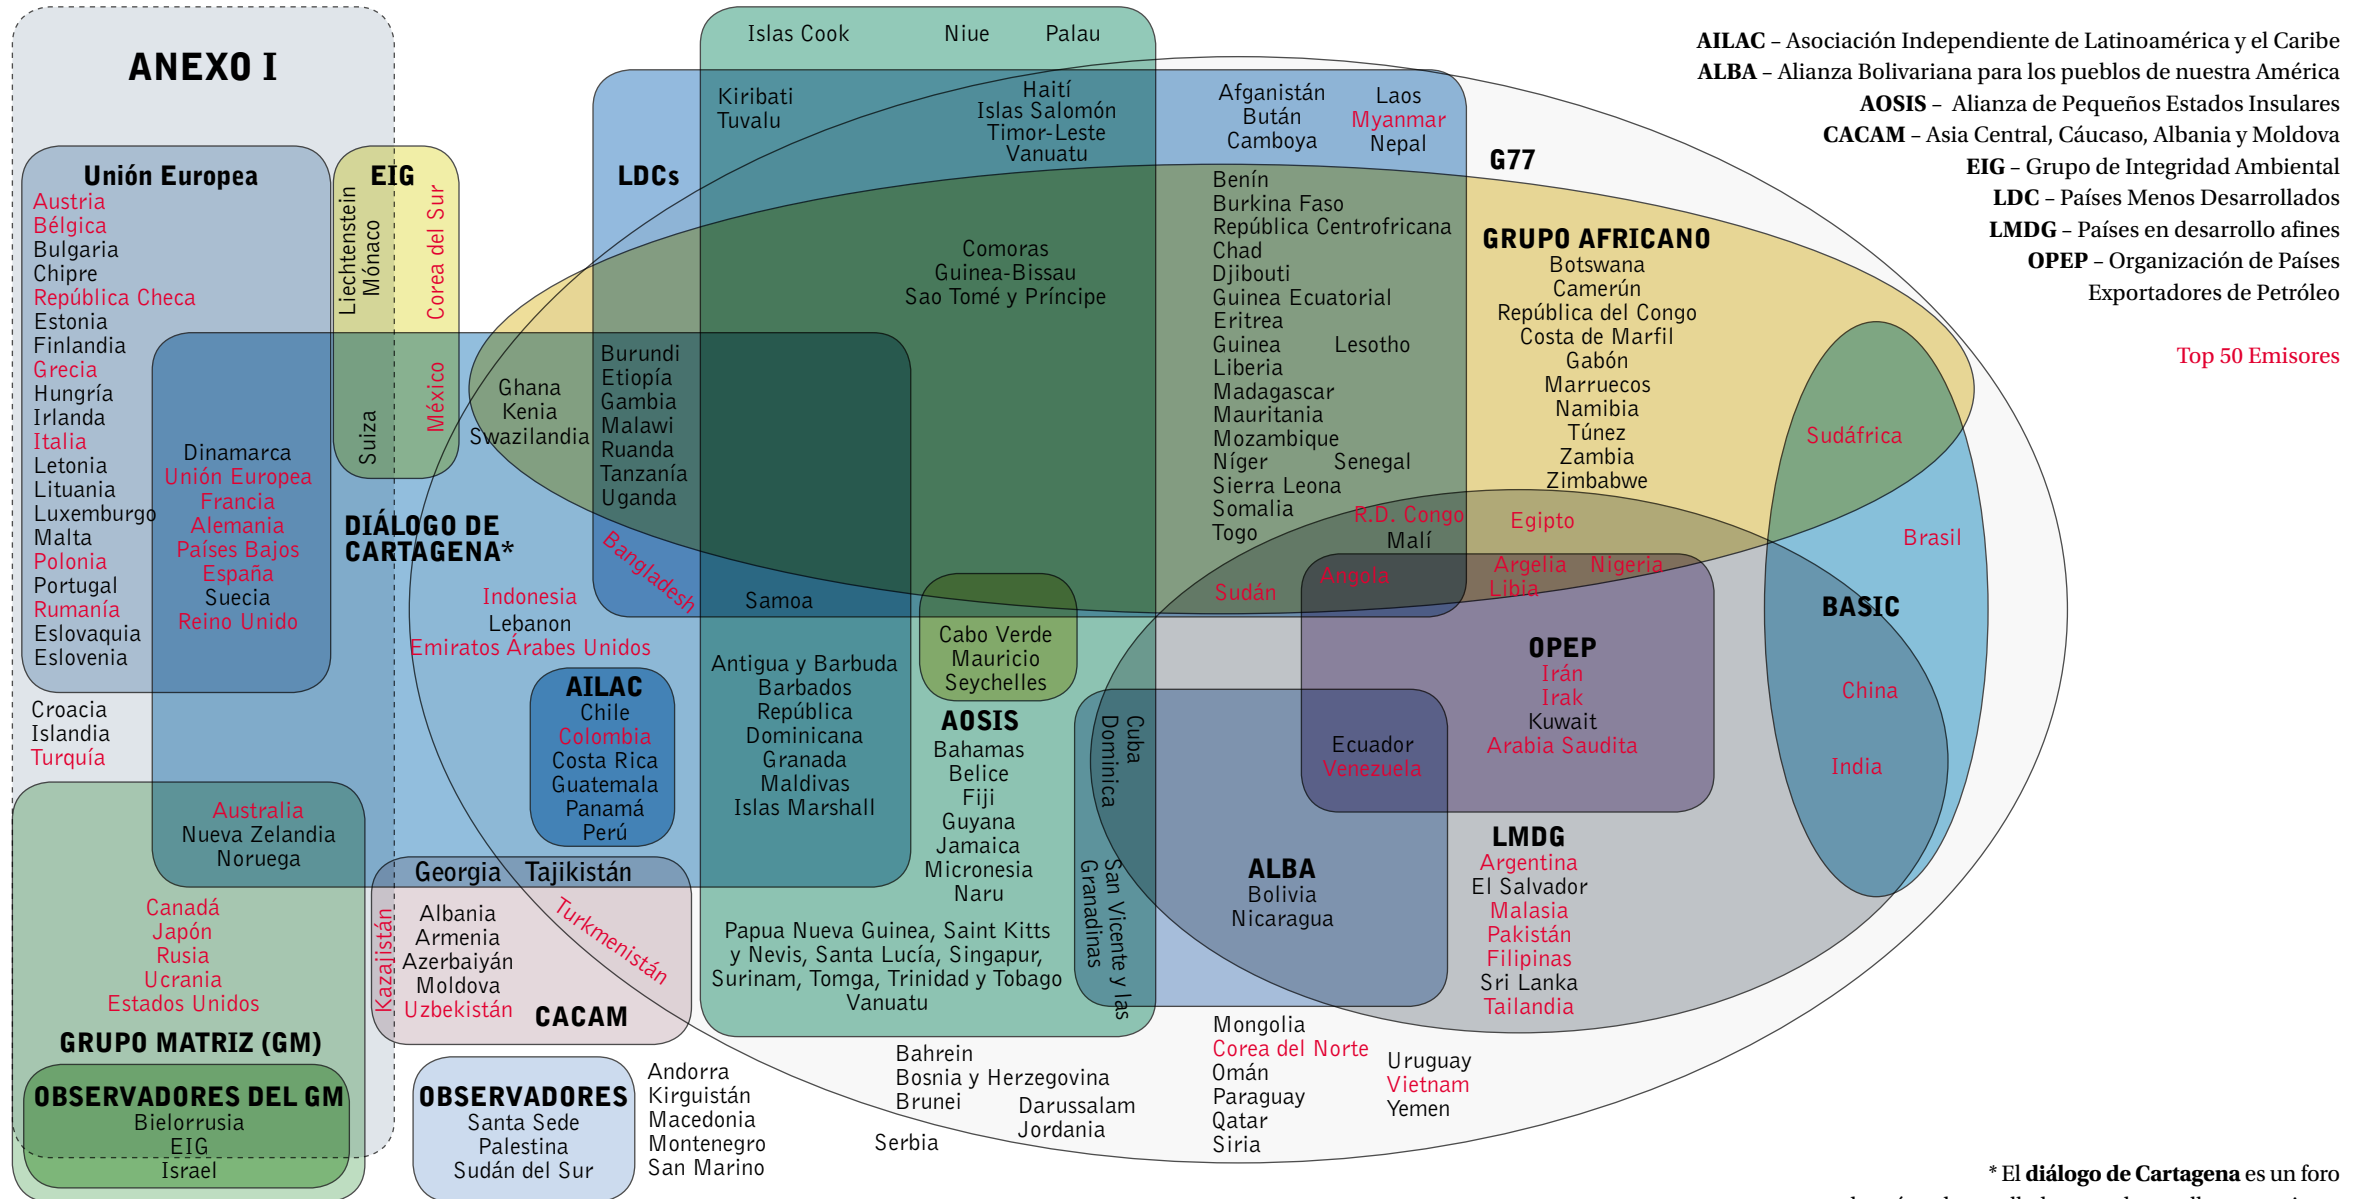 ANEXO I
Unión Europea
Austria
Bélgica
Bulgaria
Chipre
República Checa
Estonia
Finlandia
Grecia
Hungría
Irlanda
Italia
Letonia
Lituania
Luxemburgo
Malta
Polonia
Portugal
Rumanía
Eslovaquia
Eslovenia
Dinamarca
Unión Europea
Francia
Alemania
Países Bajos
España
Suecia
Reino Unido
Croacia
Islandia
Turquía
Australia
Nueva Zelandia
Noruega
Canadá
Japón
Rusia
Ucrania
Estados Unidos
GRUPO MATRIZ (GM)
OBSERVADORES DEL GM
Bielorrusia
EIG
Israel
EIG
Liechtenstein
Mónaco
Corea del Sur
Suiza
México
DIÁLOGO DE
CARTAGENA*
Ghana
Kenia
Swazilandia
Indonesia
Lebanon
Emiratos Árabes Unidos
AILAC
Chile
Colombia
Costa Rica
Guatemala
Panamá
Perú
Georgia Tajikistán
Kazajistán
Albania
Armenia
Azerbaiyán
Moldova
Uzbekistán
Turkmenistán
CACAM
OBSERVADORES
Santa Sede
Palestina
Sudán del Sur
Andorra
Kirguistán
Macedonia
Montenegro
San Marino
LDCs
Burundi
Etiopía
Gambia
Malawi
Ruanda
Tanzanía
Uganda
Bangladesh
Islas Cook Niue Palau
Kiribati
Tuvalu
Haití
Islas Salomón
Timor-Leste
Vanuatu
Comoras
Guinea-Bissau
Sao Tomé y Príncipe
Samoa
Antigua y Barbuda
Barbados
República
Dominicana
Granada
Maldivas
Islas Marshall
Cabo Verde
Mauricio
Seychelles
AOSIS
Bahamas
Belice
Fiji
Guyana
Jamaica
Micronesia
Naru
Papua Nueva Guinea, Saint Kitts
y Nevis, Santa Lucía, Singapur,
Surinam, Tomga, Trinidad y Tobago
Vanuatu
Cuba
Dominica
San Vicente y las
Granadinas
Afganistán
Bután
Camboya
Laos
Myanmar
Nepal
G77
Benín
Burkina Faso
República Centrofricana
Chad
Djibouti
Guinea Ecuatorial
Eritrea
Guinea Lesotho
Liberia
Madagascar
Mauritania
Mozambique
Níger Senegal
Sierra Leona
Somalia
Togo
R.D. Congo
Malí
Sudán
Angola
GRUPO AFRICANO
Botswana
Camerún
República del Congo
Costa de Marfil
Gabón
Marruecos
Namibia
Túnez
Zambia
Zimbabwe
Egipto
Argelia Nigeria
Libia
OPEP
Irán
Irak
Kuwait
Arabia Saudita
Ecuador
Venezuela
ALBA
Bolivia
Nicaragua
LMDG
Argentina
El Salvador
Malasia
Pakistán
Filipinas
Sri Lanka
Tailandia
Sudáfrica
Brasil
BASIC
China
India
Bahrein
Bosnia y Herzegovina
Brunei Darussalam
Jordania
Serbia
Mongolia
Corea del Norte
Omán
Paraguay
Qatar
Siria
Uruguay
Vietnam
Yemen
AILAC – Asociación Independiente de Latinoamérica y el Caribe
ALBA – Alianza Bolivariana para los pueblos de nuestra América
AOSIS – Alianza de Pequeños Estados Insulares
CACAM – Asia Central, Cáucaso, Albania y Moldova
EIG – Grupo de Integridad Ambiental
LDC – Países Menos Desarrollados
LMDG – Países en desarrollo afines
OPEP – Organización de Países
Exportadores de Petróleo
Top 50 Emisores
* El diálogo de Cartagena es un foro